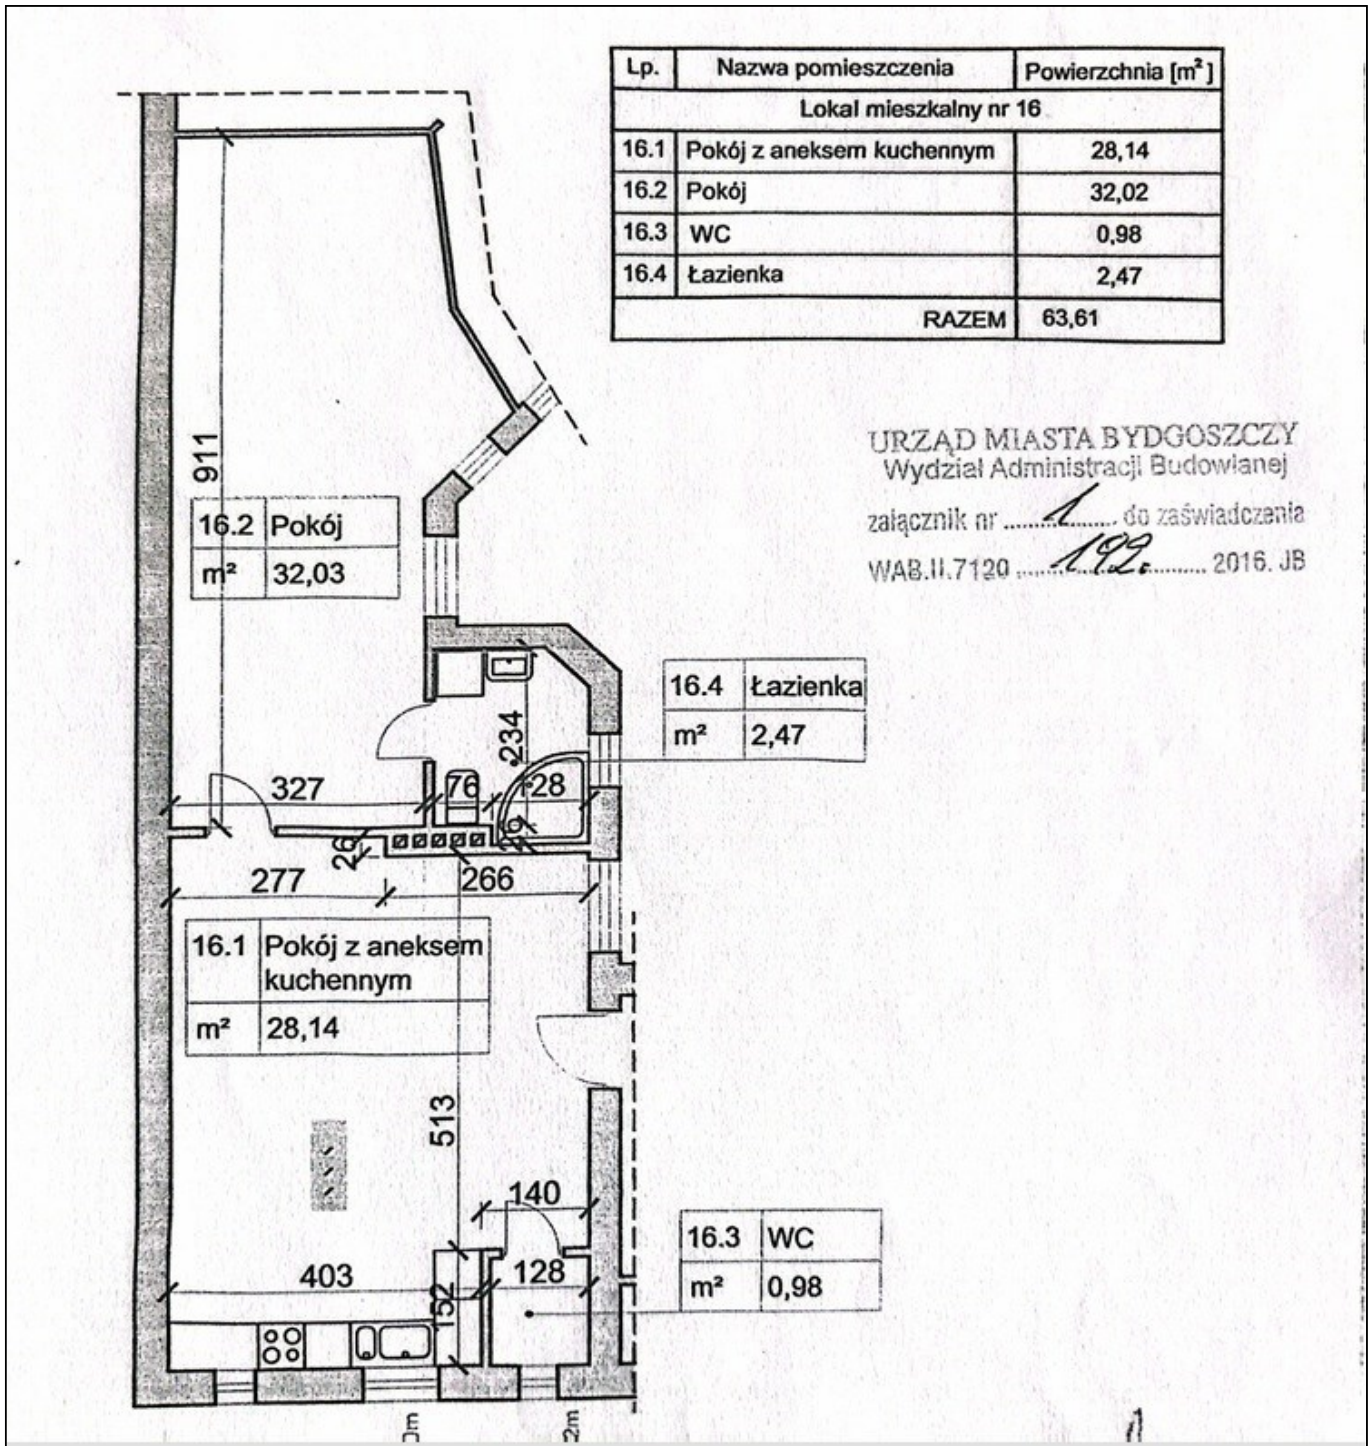 Lp. Nazwa pomieszczenia Powierzchnia [m²]
Lokal mieszkalny nr 16
16.1 Pokój z aneksem kuchennym 28,14
16.2 Pokój 32,02
16.3 WC 0,98
16.4 Łazienka 2,47
RAZEM 63,61
URZĄD MIASTA BYDGOSZCZY
Wydział Administracji Budowlanej
załącznik nr ......1...... do zaświadczenia
WAB.II.7120 ......192...... 2016. JB
911
16.2 Pokój
m² 32,03
16.4 Łazienka
m² 2,47
234
327
76
128
26
277
266
16.1 Pokój z aneksem
kuchennym
m² 28,14
513
140
16.3 WC
m² 0,98
403
152
128
0m
2m
1